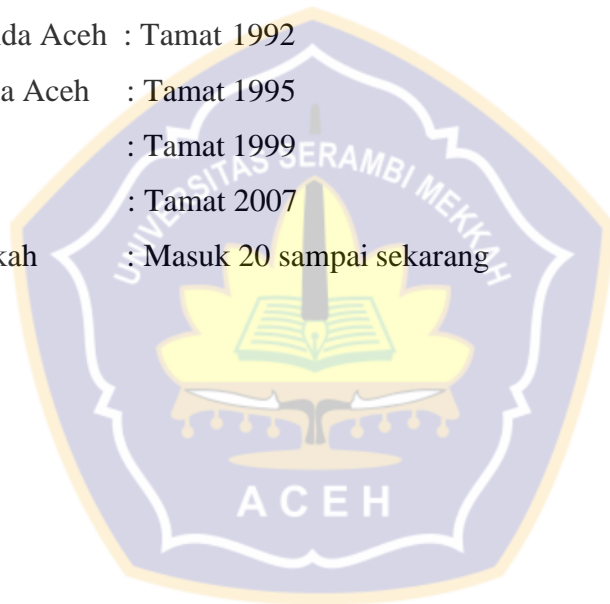 nda Aceh : Tamat 1992
a Aceh : Tamat 1995
: Tamat 1999
: Tamat 2007
kah : Masuk 20 sampai sekarang
UNIVERSITAS SERAMBI MEKKAH
ACEH